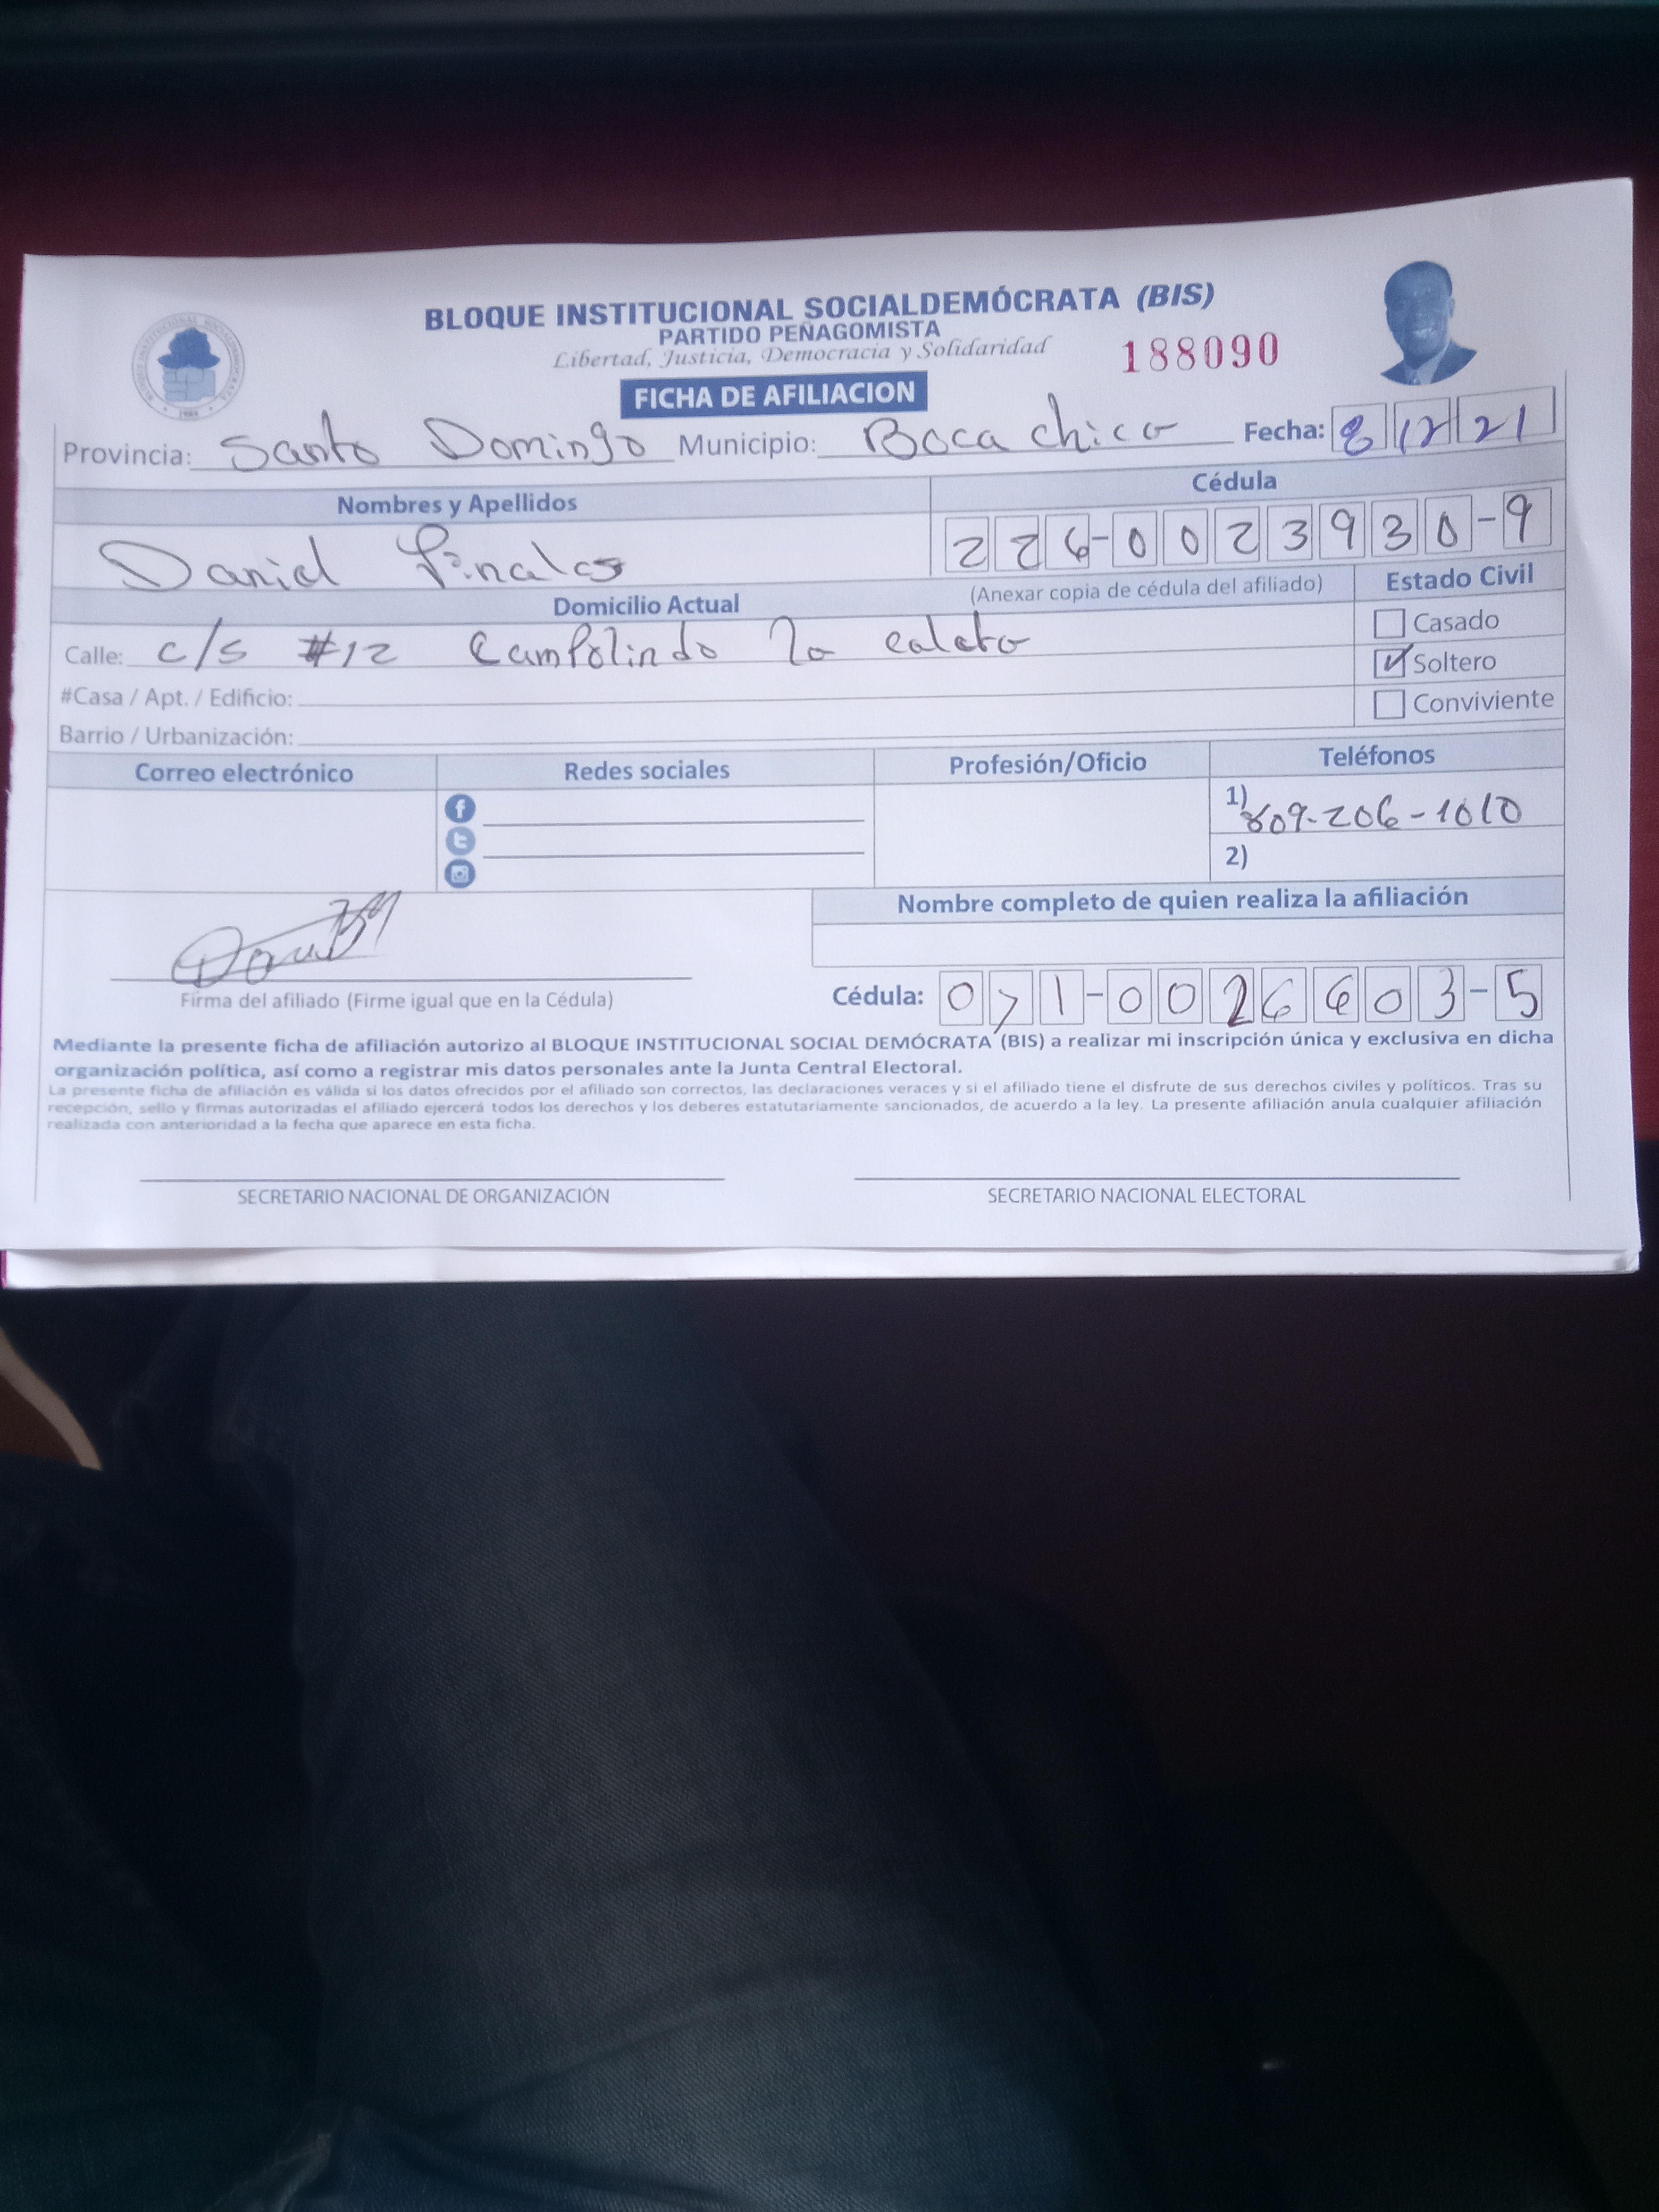 BLOQUE INSTITUCIONAL SOCIALDEMÓCRATA (BIS)
PARTIDO PEÑAGOMISTA
Libertad, Justicia, Democracia y Solidaridad
188090
FICHA DE AFILIACION
Provincia: Santo Domingo Municipio: Boca chica Fecha: 8 12 21
Nombres y Apellidos Cédula
Daniel Pinales 226-0023930-9
Domicilio Actual (Anexar copia de cédula del afiliado) Estado Civil
Calle: c/5 #12 Campolindo la caleta
Casado
Soltero
#Casa / Apt. / Edificio:
Conviviente
Barrio / Urbanización:
Correo electrónico Redes sociales Profesión/Oficio Teléfonos
1) 809-206-1010
2)
Nombre completo de quien realiza la afiliación
Firma del afiliado (Firme igual que en la Cédula) Cédula: 071-0026603-5
Mediante la presente ficha de afiliación autorizo al BLOQUE INSTITUCIONAL SOCIAL DEMÓCRATA (BIS) a realizar mi inscripción única y exclusiva en dicha
organización política, así como a registrar mis datos personales ante la Junta Central Electoral.
La presente ficha de afiliación es válida si los datos ofrecidos por el afiliado son correctos, las declaraciones veraces y si el afiliado tiene el disfrute de sus derechos civiles y políticos. Tras su
recepción, sello y firmas autorizadas el afiliado ejercerá todos los derechos y los deberes estatutariamente sancionados, de acuerdo a la ley. La presente afiliación anula cualquier afiliación
realizada con anterioridad a la fecha que aparece en esta ficha.
SECRETARIO NACIONAL DE ORGANIZACIÓN SECRETARIO NACIONAL ELECTORAL